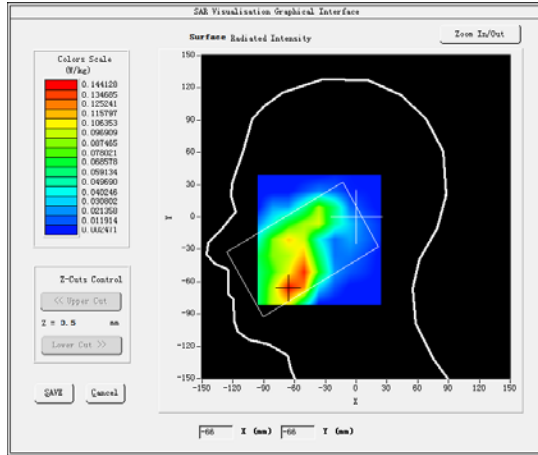 SAR Visualisation Graphical Interface
Surface Radiated Intensity
Zoom In/Out
Colors Scale
(W/kg)
0.144128
0.134685
0.125241
0.115797
0.106353
0.096909
0.087465
0.078021
0.068578
0.059134
0.049690
0.040246
0.030802
0.021358
0.011914
0.002471
150
120
90
60
30
0
-30
-60
-90
-120
-150
Y
-150 -120 -90 -60 -30 0 30 60 90 120 150
X
Z-Cuts Control
<< Upper Cut
Z = 0.5 mm
Lower Cut >>
SAVE Cancel
-66 X (mm) -66 Y (mm)